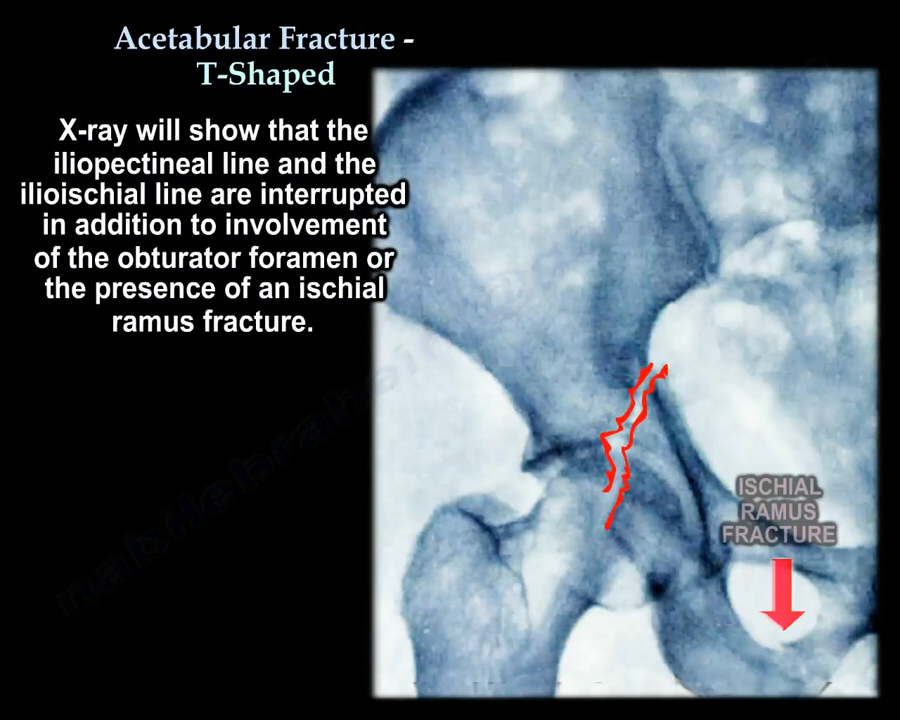 Acetabular Fracture -
T-Shaped
X-ray will show that the
iliopectineal line and the
ilioischial line are interrupted
in addition to involvement
of the obturator foramen or
the presence of an ischial
ramus fracture.
ISCHIAL
RAMUS
FRACTURE